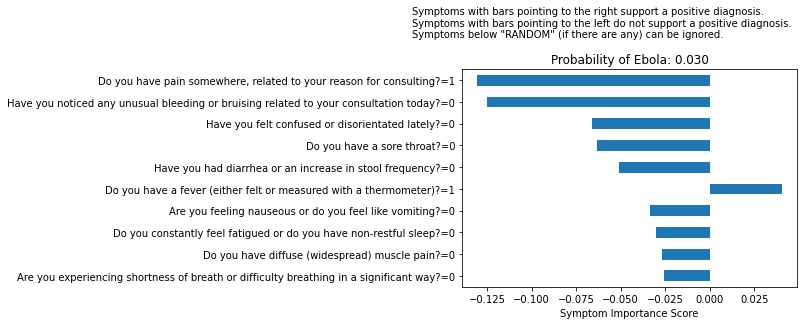 Symptoms with bars pointing to the right support a positive diagnosis.
Symptoms with bars pointing to the left do not support a positive diagnosis.
Symptoms below "RANDOM" (if there are any) can be ignored.
Probability of Ebola: 0.030
Do you have pain somewhere, related to your reason for consulting?=1
Have you noticed any unusual bleeding or bruising related to your consultation today?=0
Have you felt confused or disorientated lately?=0
Do you have a sore throat?=0
Have you had diarrhea or an increase in stool frequency?=0
Do you have a fever (either felt or measured with a thermometer)?=1
Are you feeling nauseous or do you feel like vomiting?=0
Do you constantly feel fatigued or do you have non-restful sleep?=0
Do you have diffuse (widespread) muscle pain?=0
Are you experiencing shortness of breath or difficulty breathing in a significant way?=0
−0.125 −0.100 −0.075 −0.050 −0.025 0.000 0.025
Symptom Importance Score